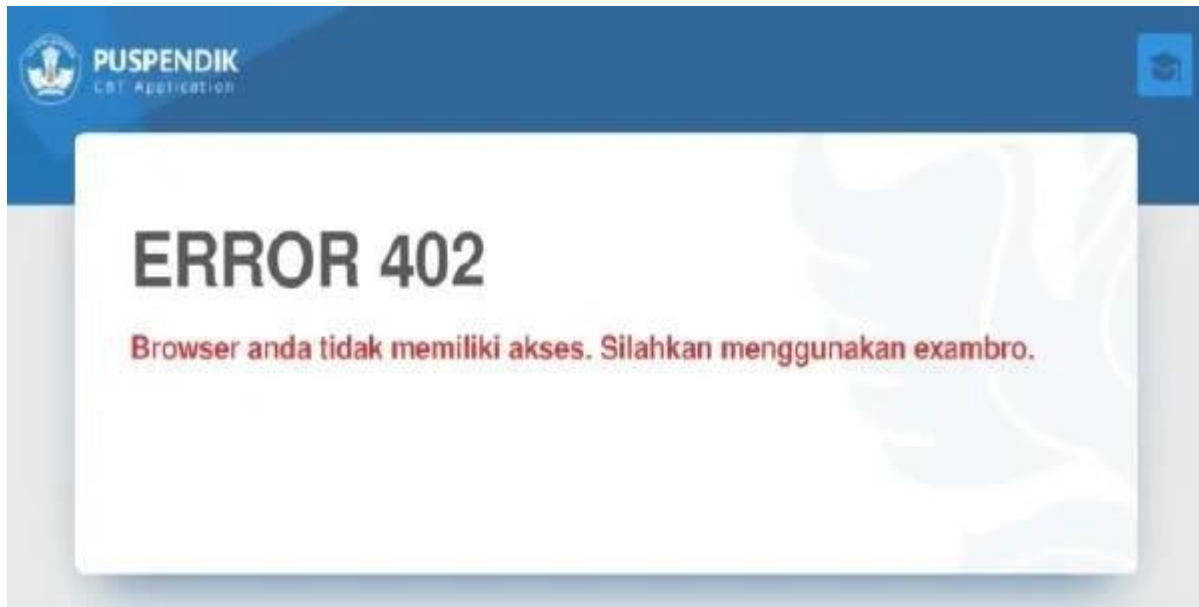 PUSPENDIK
CBT Application
ERROR 402
Browser anda tidak memiliki akses. Silahkan menggunakan exambro.